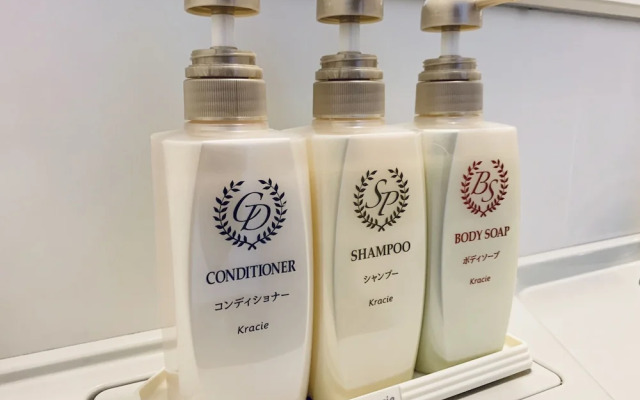 CD
CONDITIONER
コンディショナー
Kracie
SP
SHAMPOO
シャンプー
Kracie
BS
BODY SOAP
ボディソープ
Kracie